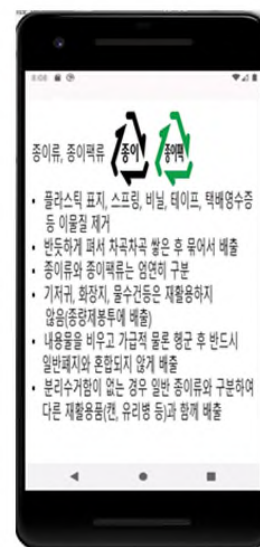 8:08
종이류, 종이팩류 종이 종이팩
• 플라스틱 표지, 스프링, 비닐, 테이프, 택배영수증
등 이물질 제거
• 반듯하게 펴서 차곡차곡 쌓은 후 묶어서 배출
• 종이류와 종이팩류는 엄연히 구분
• 기저귀, 화장지, 물수건등은 재활용하지
않음(종량제봉투에 배출)
• 내용물을 비우고 가급적 물론 헹군 후 반드시
일반폐지와 혼합되지 않게 배출
• 분리수거함이 없는 경우 일반 종이류와 구분하여
다른 재활용품(캔, 유리병 등)과 함께 배출